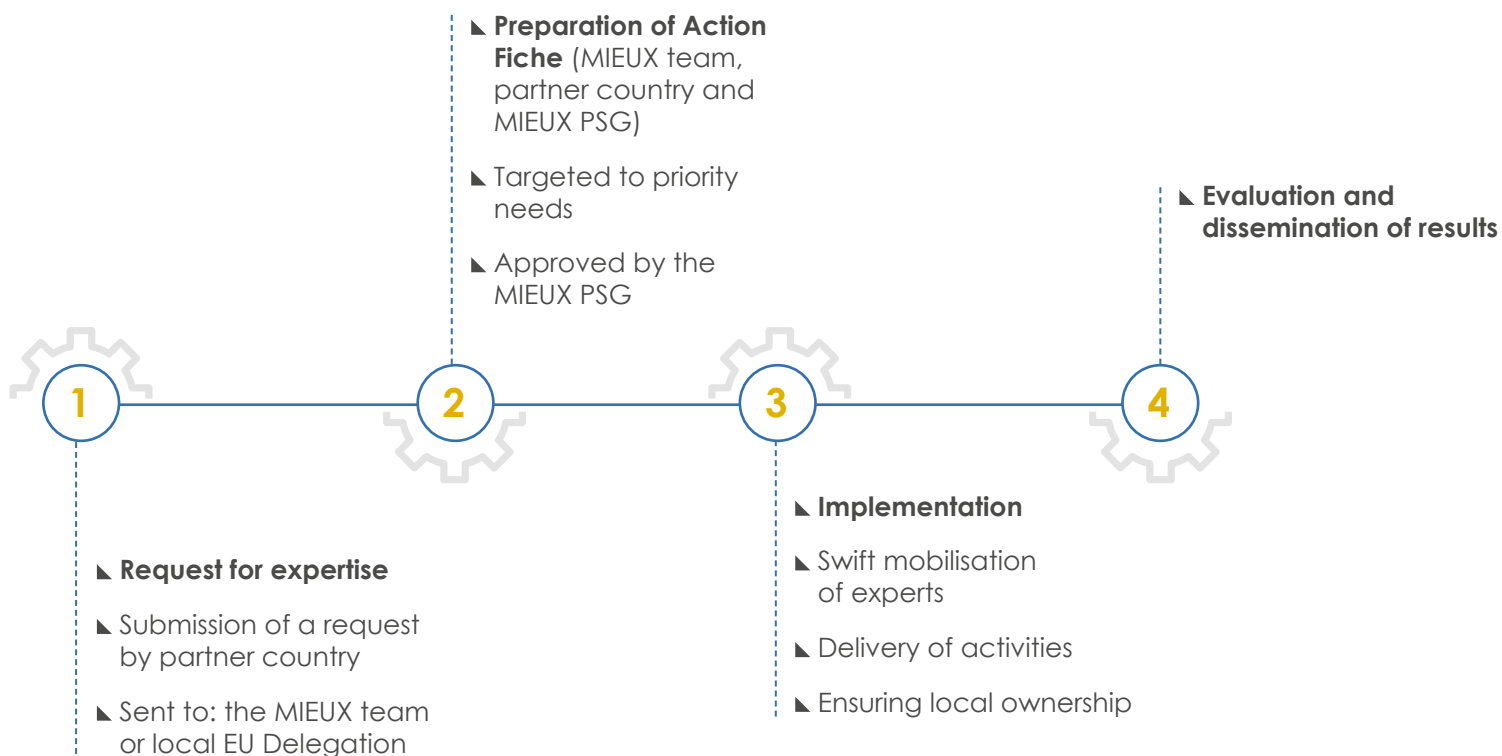 ◣ Preparation of Action
Fiche (MIEUX team,
partner country and
MIEUX PSG)
◣ Targeted to priority
needs
◣ Approved by the
MIEUX PSG
◣ Evaluation and
dissemination of results
1
2
3
4
◣ Request for expertise
◣ Submission of a request
by partner country
◣ Sent to: the MIEUX team
or local EU Delegation
◣ Implementation
◣ Swift mobilisation
of experts
◣ Delivery of activities
◣ Ensuring local ownership